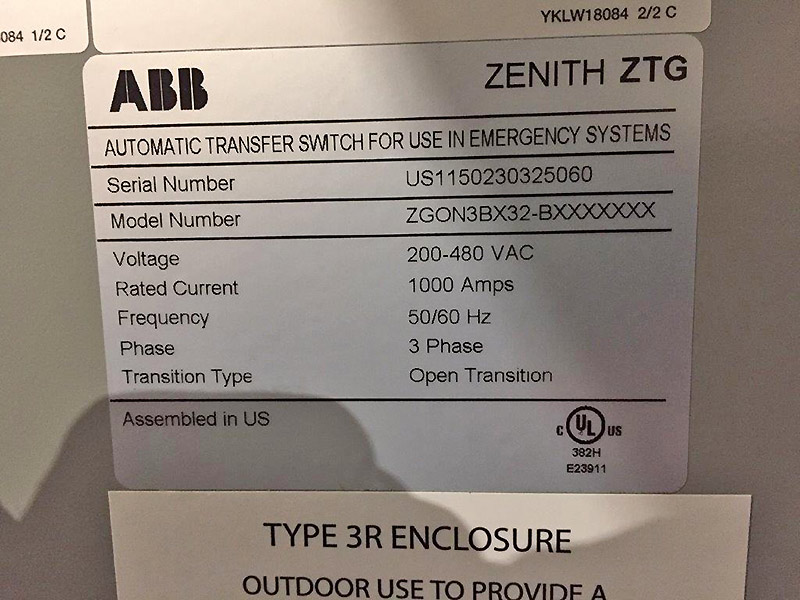 084 1/2 C
YKLW18084 2/2 C
ABB
ZENITH ZTG
AUTOMATIC TRANSFER SWITCH FOR USE IN EMERGENCY SYSTEMS
Serial Number US1150230325060
Model Number ZGON3BX32-BXXXXXXX
Voltage 200-480 VAC
Rated Current 1000 Amps
Frequency 50/60 Hz
Phase 3 Phase
Transition Type Open Transition
Assembled in US
C UL US
382H
E23911
TYPE 3R ENCLOSURE
OUTDOOR USE TO PROVIDE A